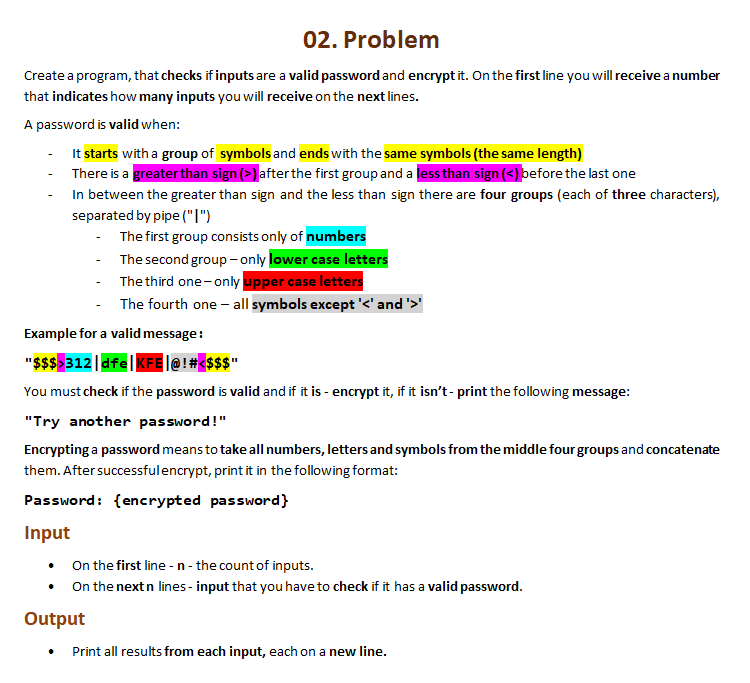 02. Problem
Create a program, that checks if inputs are a valid password and encrypt it. On the first line you will receive a number
that indicates how many inputs you will receive on the next lines.
A password is valid when:
- It starts with a group of symbols and ends with the same symbols (the same length)
- There is a greater than sign (>) after the first group and a less than sign (<) before the last one
- In between the greater than sign and the less than sign there are four groups (each of three characters),
separated by pipe ("|")
- The first group consists only of numbers
- The second group – only lower case letters
- The third one – only upper case letters
- The fourth one – all symbols except '<' and '>'
Example for a valid message:
"$$$>312|dfe|KFE|@!#<$$$"
You must check if the password is valid and if it is - encrypt it, if it isn't - print the following message:
"Try another password!"
Encrypting a password means to take all numbers, letters and symbols from the middle four groups and concatenate
them. After successful encrypt, print it in the following format:
Password: {encrypted password}
Input
• On the first line - n - the count of inputs.
• On the next n lines - input that you have to check if it has a valid password.
Output
• Print all results from each input, each on a new line.